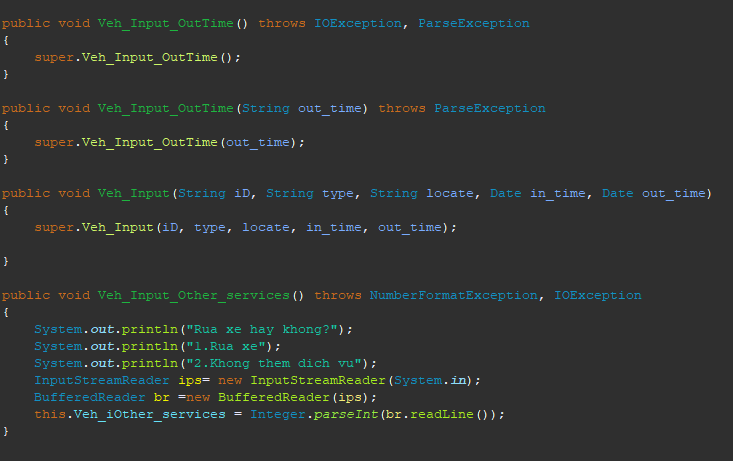 public void Veh_Input_OutTime() throws IOException, ParseException
{
super.Veh_Input_OutTime();
}
public void Veh_Input_OutTime(String out_time) throws ParseException
{
super.Veh_Input_OutTime(out_time);
}
public void Veh_Input(String iD, String type, String locate, Date in_time, Date out_time)
{
super.Veh_Input(iD, type, locate, in_time, out_time);
}
public void Veh_Input_Other_services() throws NumberFormatException, IOException
{
System.out.println("Rua xe hay khong?");
System.out.println("1.Rua xe");
System.out.println("2.Khong them dich vu");
InputStreamReader ips= new InputStreamReader(System.in);
BufferedReader br =new BufferedReader(ips);
this.Veh_iOther_services = Integer.parseInt(br.readLine());
}